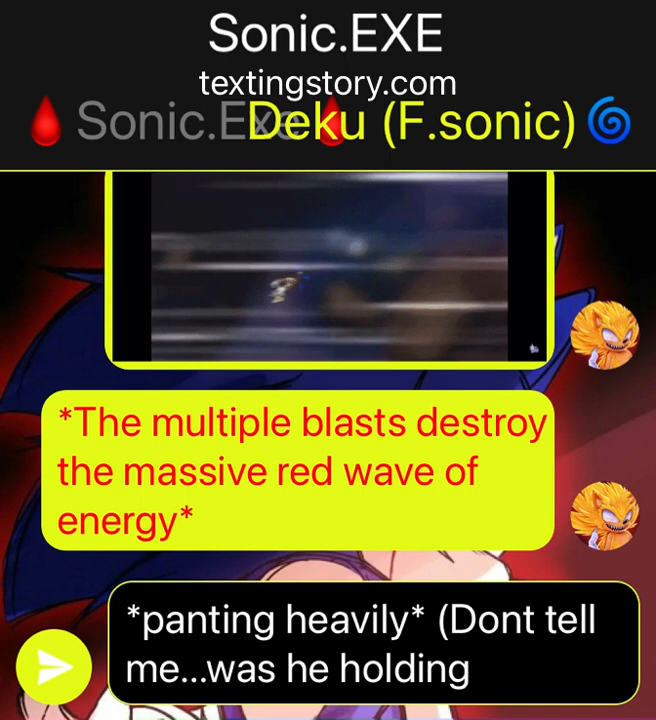 Sonic.EXE
textingstory.com
🩸Sonic.Exe🩸
Deku (F.sonic)🌀
*The multiple blasts destroy
the massive red wave of
energy*
*panting heavily* (Dont tell
me...was he holding